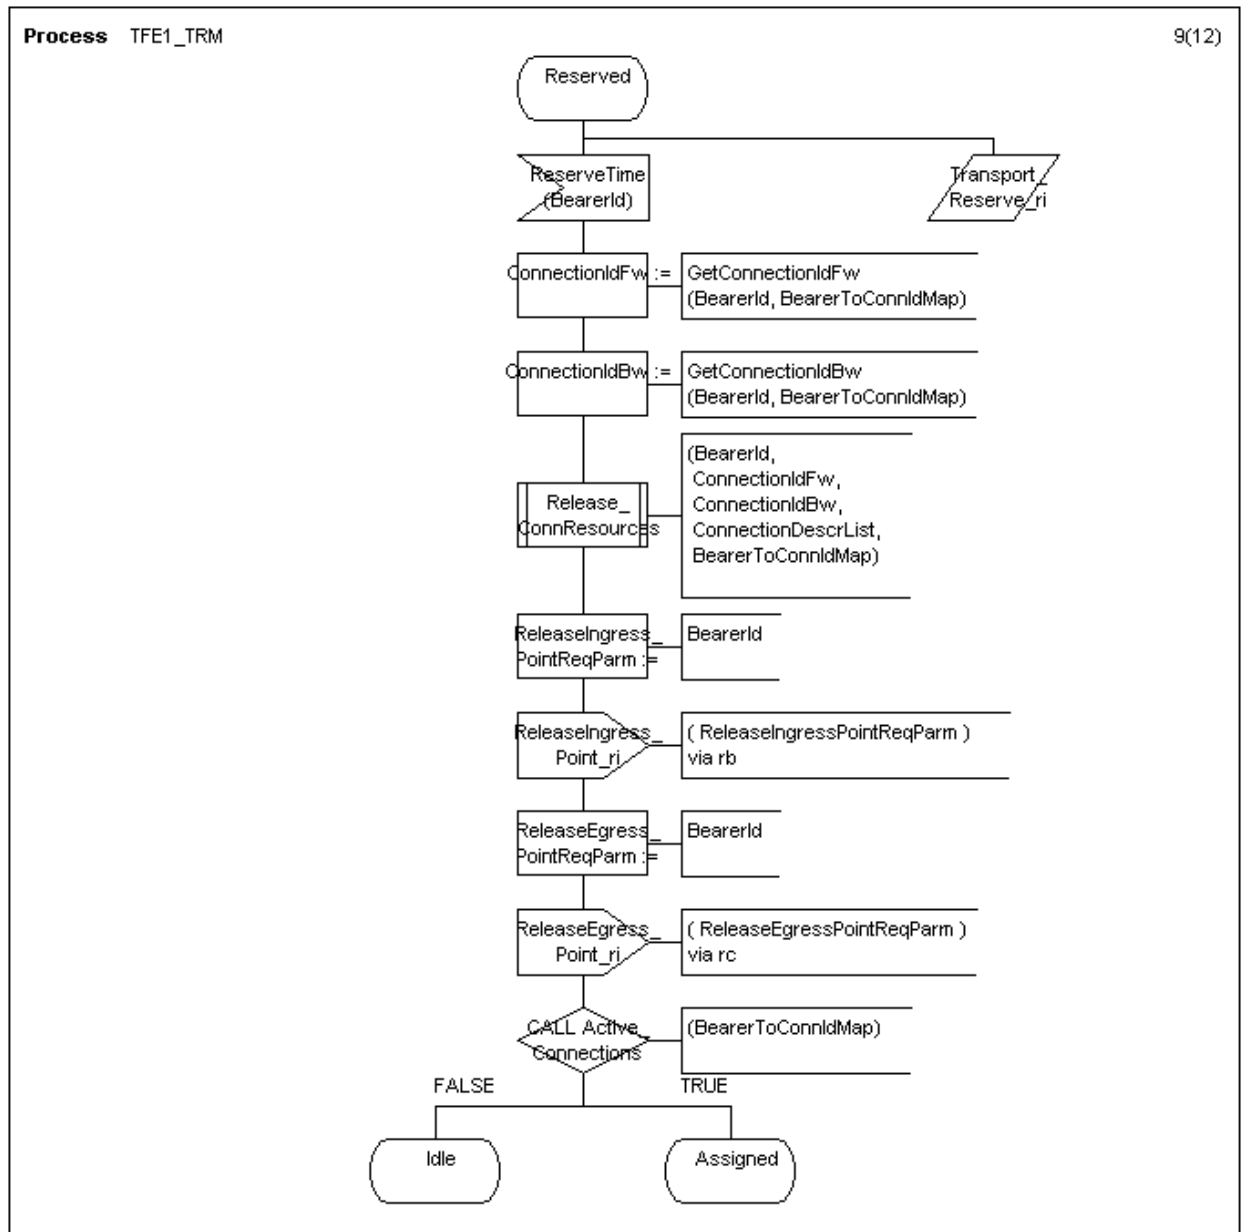 Process TFE1_TRM 9(12)
Reserved
ReserveTime
(BearerId)
Transport_
Reserve_ri
ConnectionIdFw :=
GetConnectionIdFw
(BearerId, BearerToConnIdMap)
ConnectionIdBw :=
GetConnectionIdBw
(BearerId, BearerToConnIdMap)
Release_
ConnResources
(BearerId,
ConnectionIdFw,
ConnectionIdBw,
ConnectionDescrList,
BearerToConnIdMap)
ReleaseIngress_
PointReqParm :=
BearerId
ReleaseIngress_
Point_ri
( ReleaseIngressPointReqParm )
via rb
ReleaseEgress_
PointReqParm :=
BearerId
ReleaseEgress_
Point_ri
( ReleaseEgressPointReqParm )
via rc
CALL Active_
Connections
(BearerToConnIdMap)
FALSE TRUE
Idle Assigned